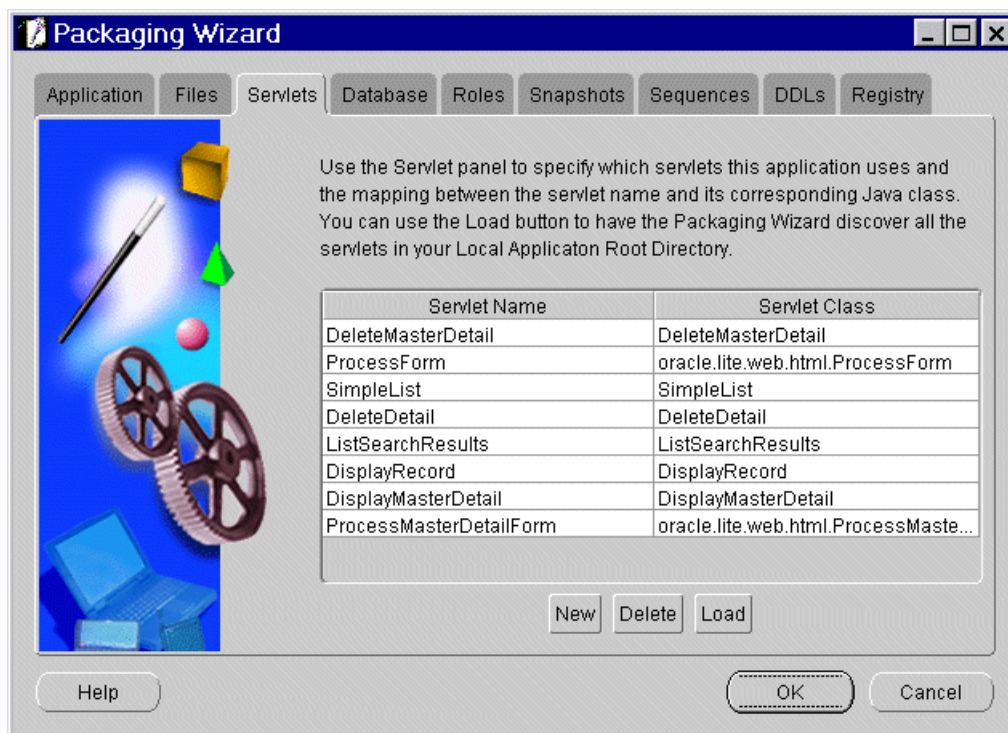 Packaging Wizard
Application Files Servlets Database Roles Snapshots Sequences DDLs Registry
Use the Servlet panel to specify which servlets this application uses and
the mapping between the servlet name and its corresponding Java class.
You can use the Load button to have the Packaging Wizard discover all the
servlets in your Local Applicaton Root Directory.
Servlet Name Servlet Class
DeleteMasterDetail DeleteMasterDetail
ProcessForm oracle.lite.web.html.ProcessForm
SimpleList SimpleList
DeleteDetail DeleteDetail
ListSearchResults ListSearchResults
DisplayRecord DisplayRecord
DisplayMasterDetail DisplayMasterDetail
ProcessMasterDetailForm oracle.lite.web.html.ProcessMaste...
New Delete Load
Help OK Cancel